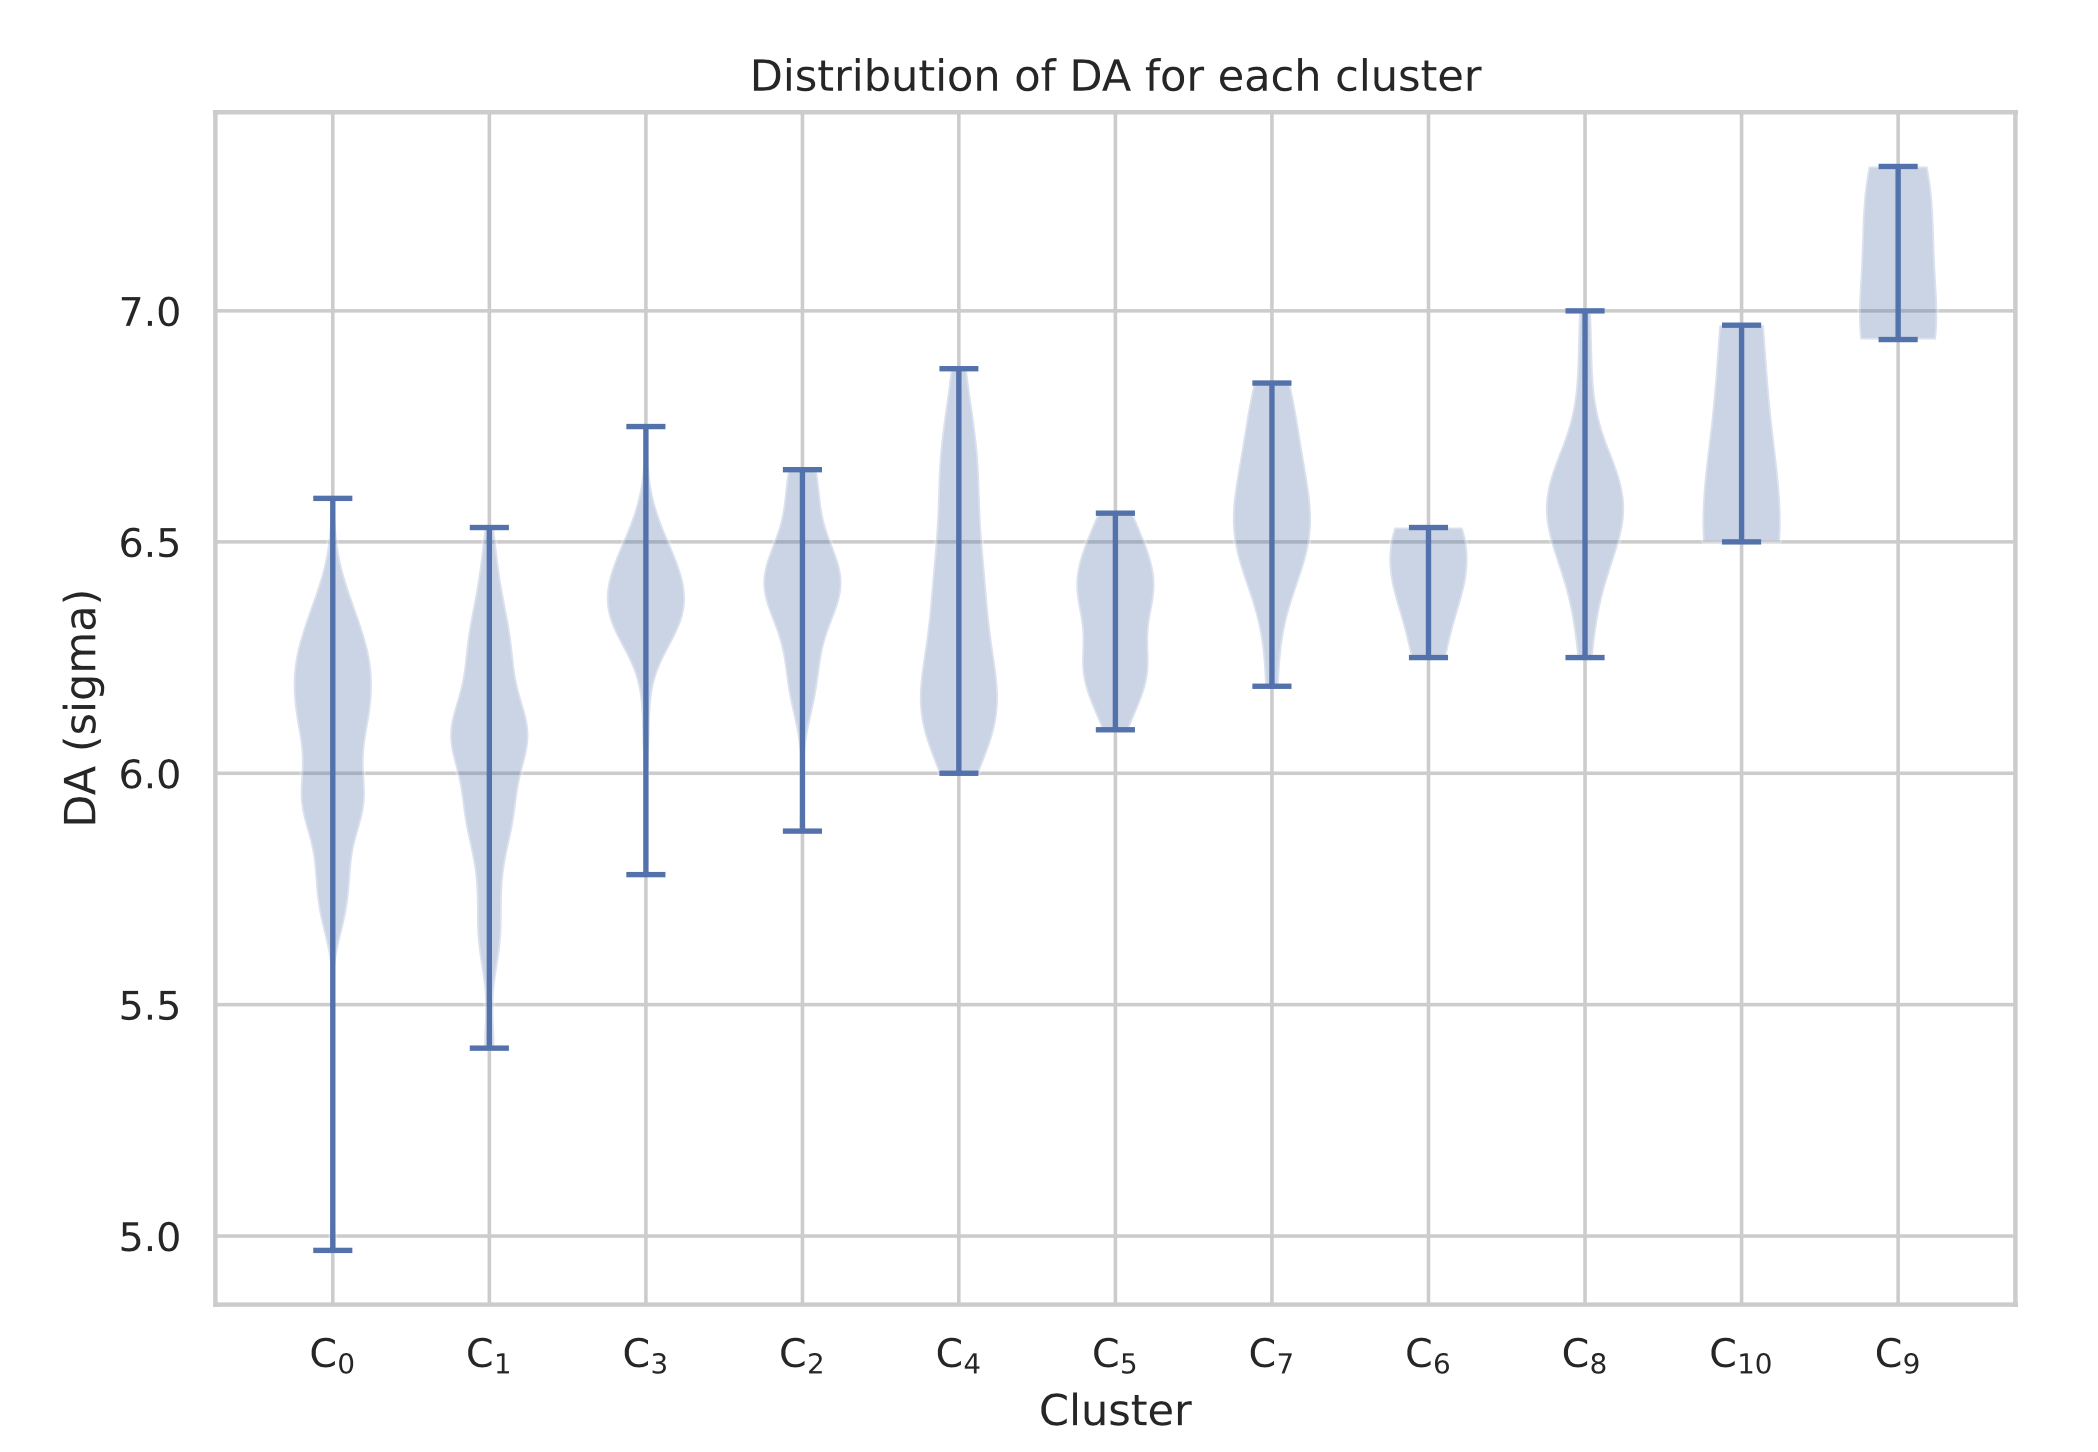 Distribution of DA for each cluster
DA (sigma)
7.0
6.5
6.0
5.5
5.0
C₀ C₁ C₃ C₂ C₄ C₅ C₇ C₆ C₈ C₁₀ C₉
Cluster